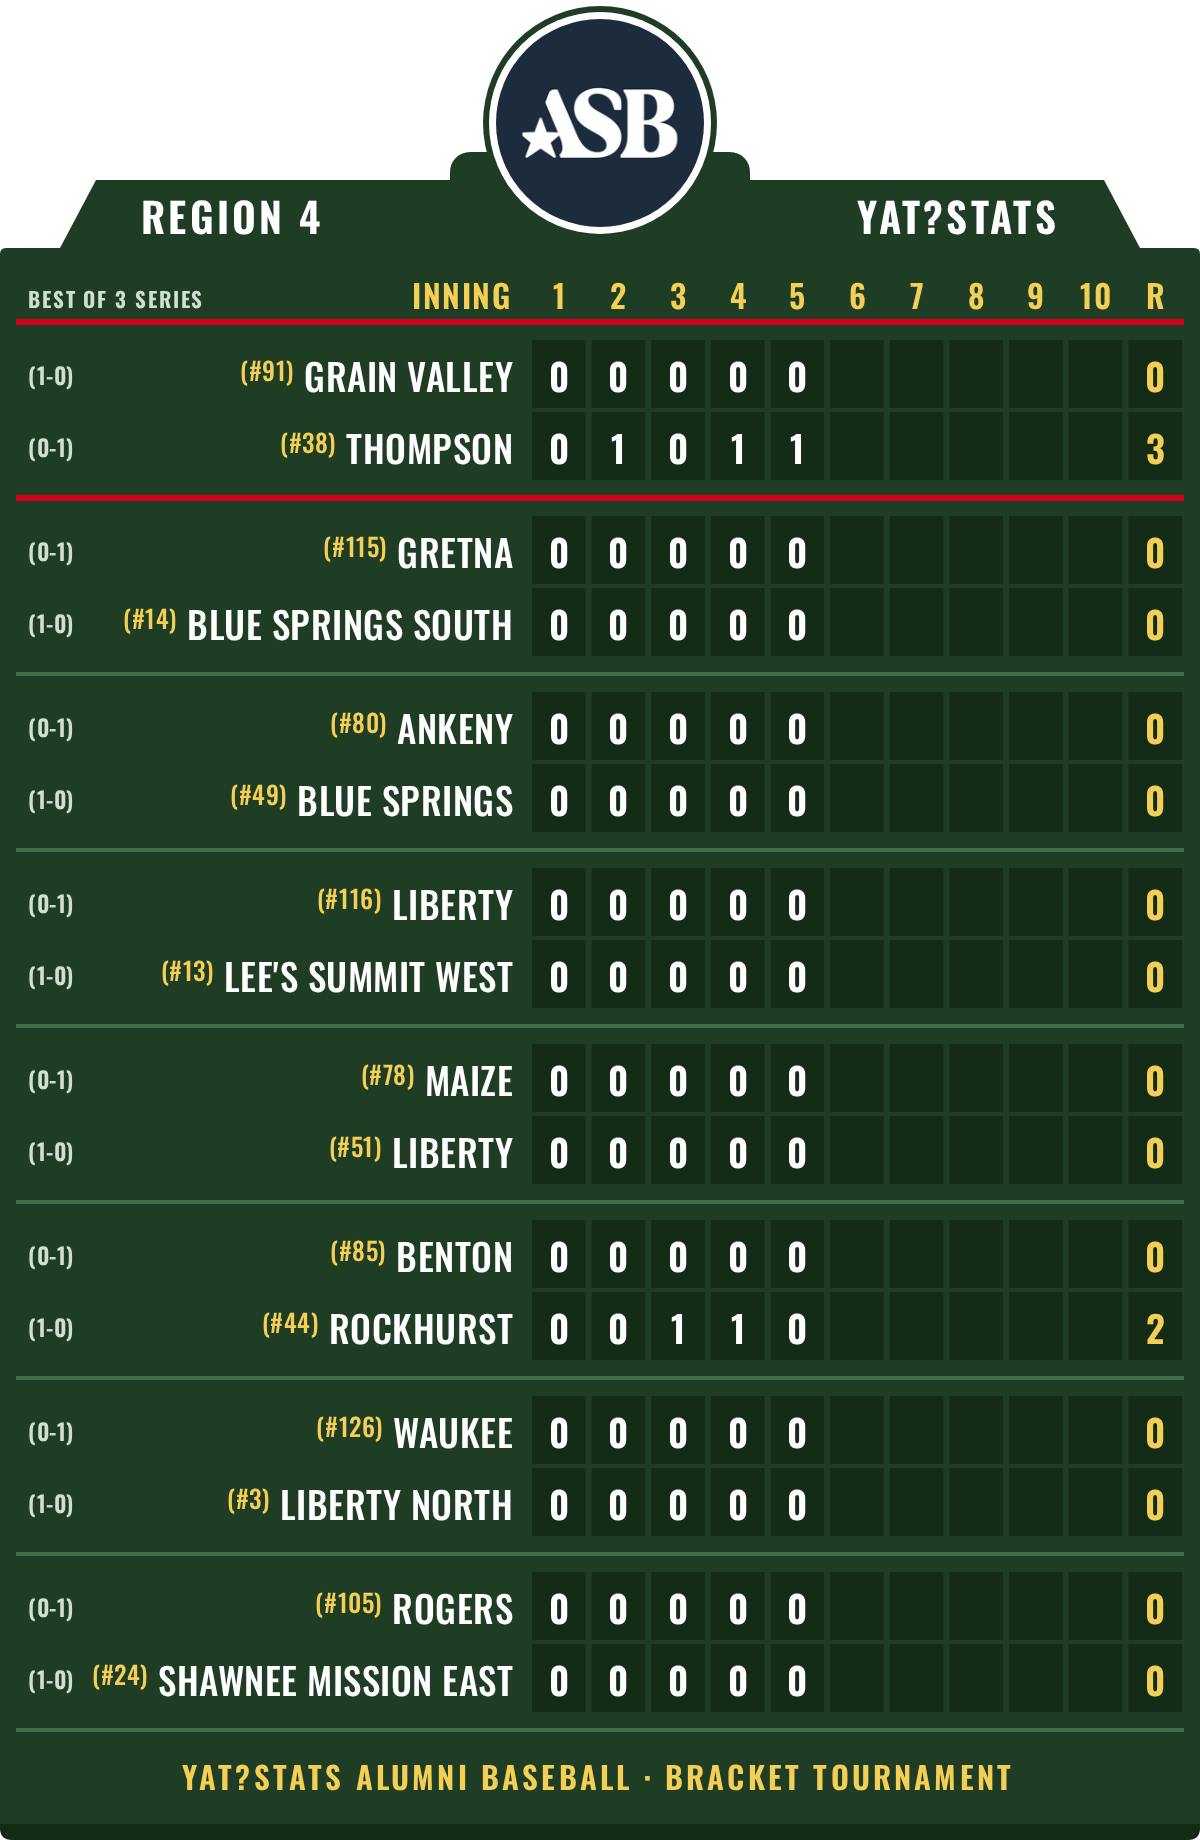 ASB
REGION 4 YAT?STATS
BEST OF 3 SERIES INNING 1 2 3 4 5 6 7 8 9 10 R
(1-0) (#91) GRAIN VALLEY 0 0 0 0 0 0
(0-1) (#38) THOMPSON 0 1 0 1 1 3
(0-1) (#115) GRETNA 0 0 0 0 0 0
(1-0) (#14) BLUE SPRINGS SOUTH 0 0 0 0 0 0
(0-1) (#80) ANKENY 0 0 0 0 0 0
(1-0) (#49) BLUE SPRINGS 0 0 0 0 0 0
(0-1) (#116) LIBERTY 0 0 0 0 0 0
(1-0) (#13) LEE'S SUMMIT WEST 0 0 0 0 0 0
(0-1) (#78) MAIZE 0 0 0 0 0 0
(1-0) (#51) LIBERTY 0 0 0 0 0 0
(0-1) (#85) BENTON 0 0 0 0 0 0
(1-0) (#44) ROCKHURST 0 0 1 1 0 2
(0-1) (#126) WAUKEE 0 0 0 0 0 0
(1-0) (#3) LIBERTY NORTH 0 0 0 0 0 0
(0-1) (#105) ROGERS 0 0 0 0 0 0
(1-0) (#24) SHAWNEE MISSION EAST 0 0 0 0 0 0
YAT?STATS ALUMNI BASEBALL · BRACKET TOURNAMENT